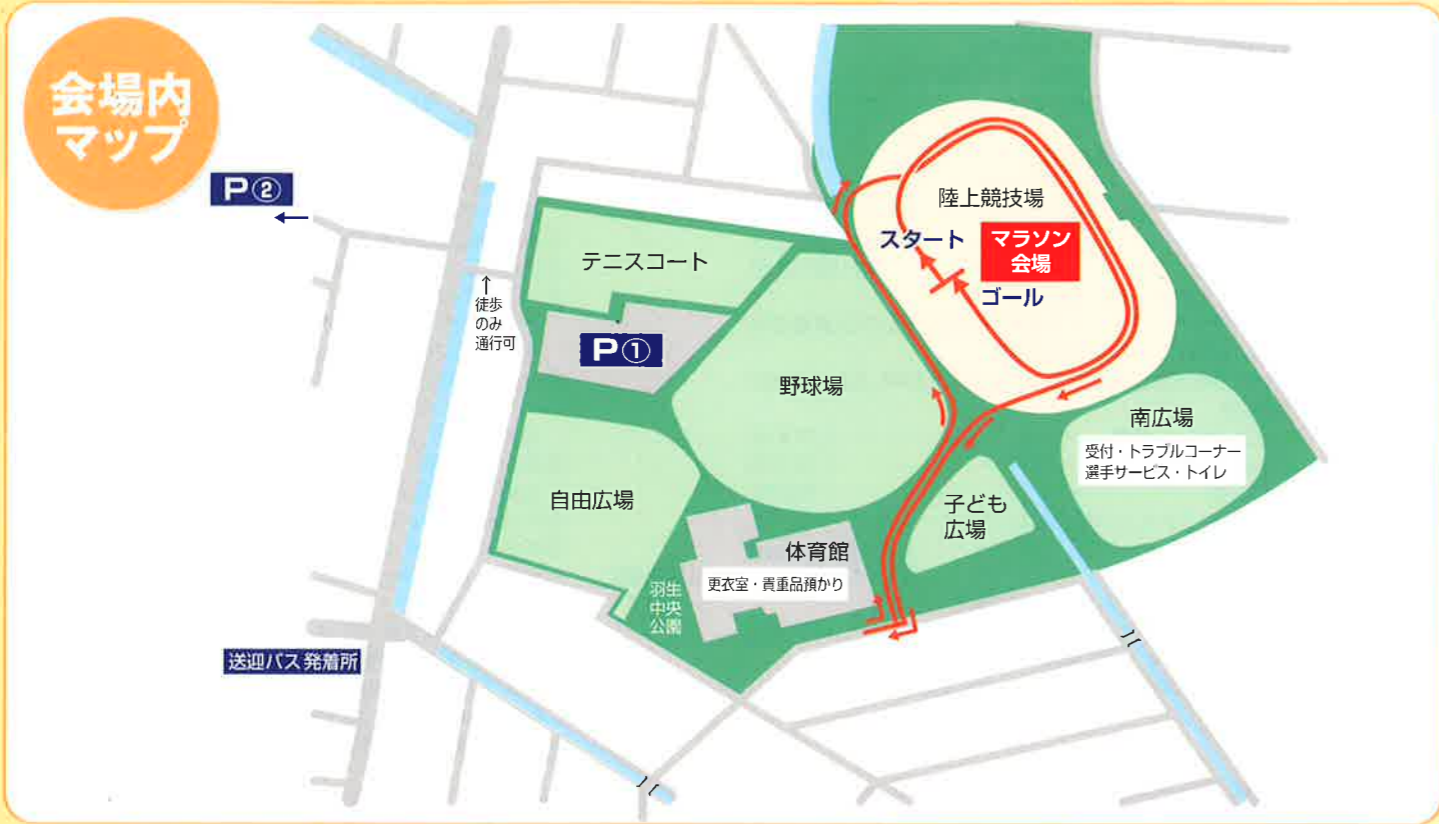 会場内
マップ
P②
←
陸上競技場
スタート
マラソン
会場
ゴール
テニスコート
↑
徒歩
のみ
通行可
P①
野球場
南広場
受付・トラブルコーナー
選手サービス・トイレ
自由広場
子ども
広場
体育館
更衣室・貴重品預かり
羽生
中央
公園
送迎バス発着所